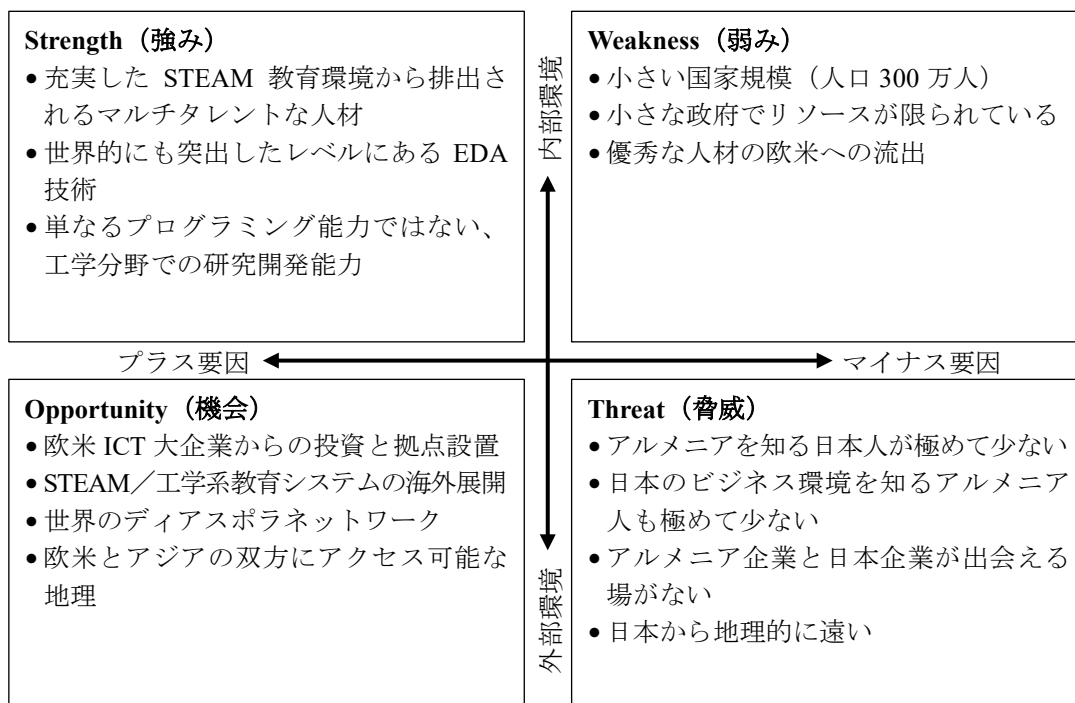 Strength（強み）
•充実した STEAM 教育環境から排出さ
れるマルチタレントな人材
•世界的にも突出したレベルにある EDA
技術
•単なるプログラミング能力ではない、
工学分野での研究開発能力
内部環境
Weakness（弱み）
•小さい国家規模（人口 300 万人）
•小さな政府でリソースが限られている
•優秀な人材の欧米への流出
プラス要因
マイナス要因
Opportunity（機会）
•欧米 ICT 大企業からの投資と拠点設置
•STEAM／工学系教育システムの海外展開
•世界のディアスポラネットワーク
•欧米とアジアの双方にアクセス可能な
地理
外部環境
Threat（脅威）
•アルメニアを知る日本人が極めて少ない
•日本のビジネス環境を知るアルメニア
人も極めて少ない
•アルメニア企業と日本企業が出会える
場がない
•日本から地理的に遠い